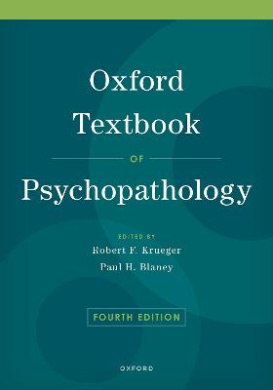 Oxford
Textbook
OF
Psychopathology
EDITED BY
Robert F. Krueger
Paul H. Blaney
FOURTH EDITION
OXFORD